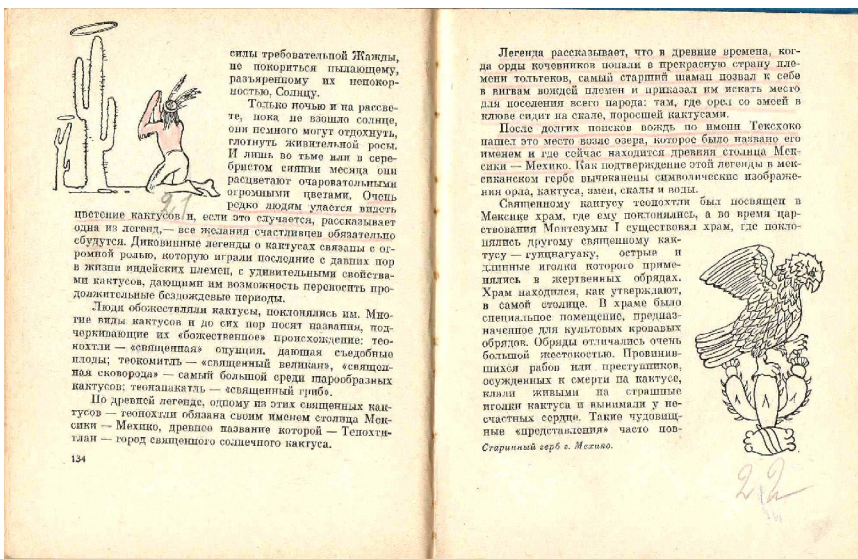 силы требовательной Жажды,
не покориться пылающему,
разъяренному их непокор-
ностью, Солнцу.
Только ночью и на рассве-
те, пока не взошло солнце,
они немного могут отдохнуть,
глотнуть живительной росы.
И лишь во тьме или в сере-
бристом сиянии месяца они
расцветают очаровательными
огромными цветами. Очень
редко людям удается видеть
цветение кактусов и, если это случается, рассказывает
одна из легенд,— все желания счастливцев обязательно
сбудутся. Диковинные легенды о кактусах связаны с ог-
ромной ролью, которую играли последние с давних пор
в жизни индейских племен, с удивительными свойства-
ми кактусов, дающими им возможность переносить про-
должительные бездождевые периоды.
Люди обожествляли кактусы, поклонялись им. Мно-
гие виды кактусов и до сих пор носят названия, под-
черкивающие их «божественное» происхождение: тео-
нохтли — «священная» опунция, дающая съедобные
плоды; теокомитль — «священный великан», «священ-
ная сковорода» — самый большой среди шарообразных
кактусов; теонанакатль — «священный гриб».
По древней легенде, одному из этих священных как-
тусов — теонохтли обязана своим именем столица Мек-
сики — Мехико, древнее название которой — Тенохти-
тлан — город священного солнечного кактуса.
134
21
Легенда рассказывает, что в древние времена, ког-
да орды кочевников попали в прекрасную страну пле-
мени тольтеков, самый старший шаман позвал к себе
в вигвам вождей племен и приказал им искать место
для поселения всего народа: там, где орел со змеей в
клюве сидит на скале, поросшей кактусами.
После долгих поисков вождь по имени Текскоко
нашел это место возле озера, которое было названо его
именем и где сейчас находится древняя столица Мек-
сики — Мехико. Как подтверждение этой легенды в мек-
сиканском гербе вычеканены символические изображе-
ния орла, кактуса, змеи, скалы и воды.
Священному кактусу теонохтли был посвящен в
Мексике храм, где ему поклонялись, а во время цар-
ствования Монтесумы I существовал храм, где покло-
нялись другому священному как-
тусу — гуицнагуаку, острые и
длинные иголки которого приме-
нялись в жертвенных обрядах.
Храм находился, как утверждают,
в самой столице. В храме было
специальное помещение, предназ-
наченное для культовых кровавых
обрядов. Обряды отличались очень
большой жестокостью. Провинив-
шихся рабов или преступников,
осужденных к смерти на кактусе,
клали живыми на страшные
иголки кактуса и вынимали у не-
счастных сердце. Такие чудовищ-
ные «представления» часто пов-
Старинный герб г. Мехико.
22